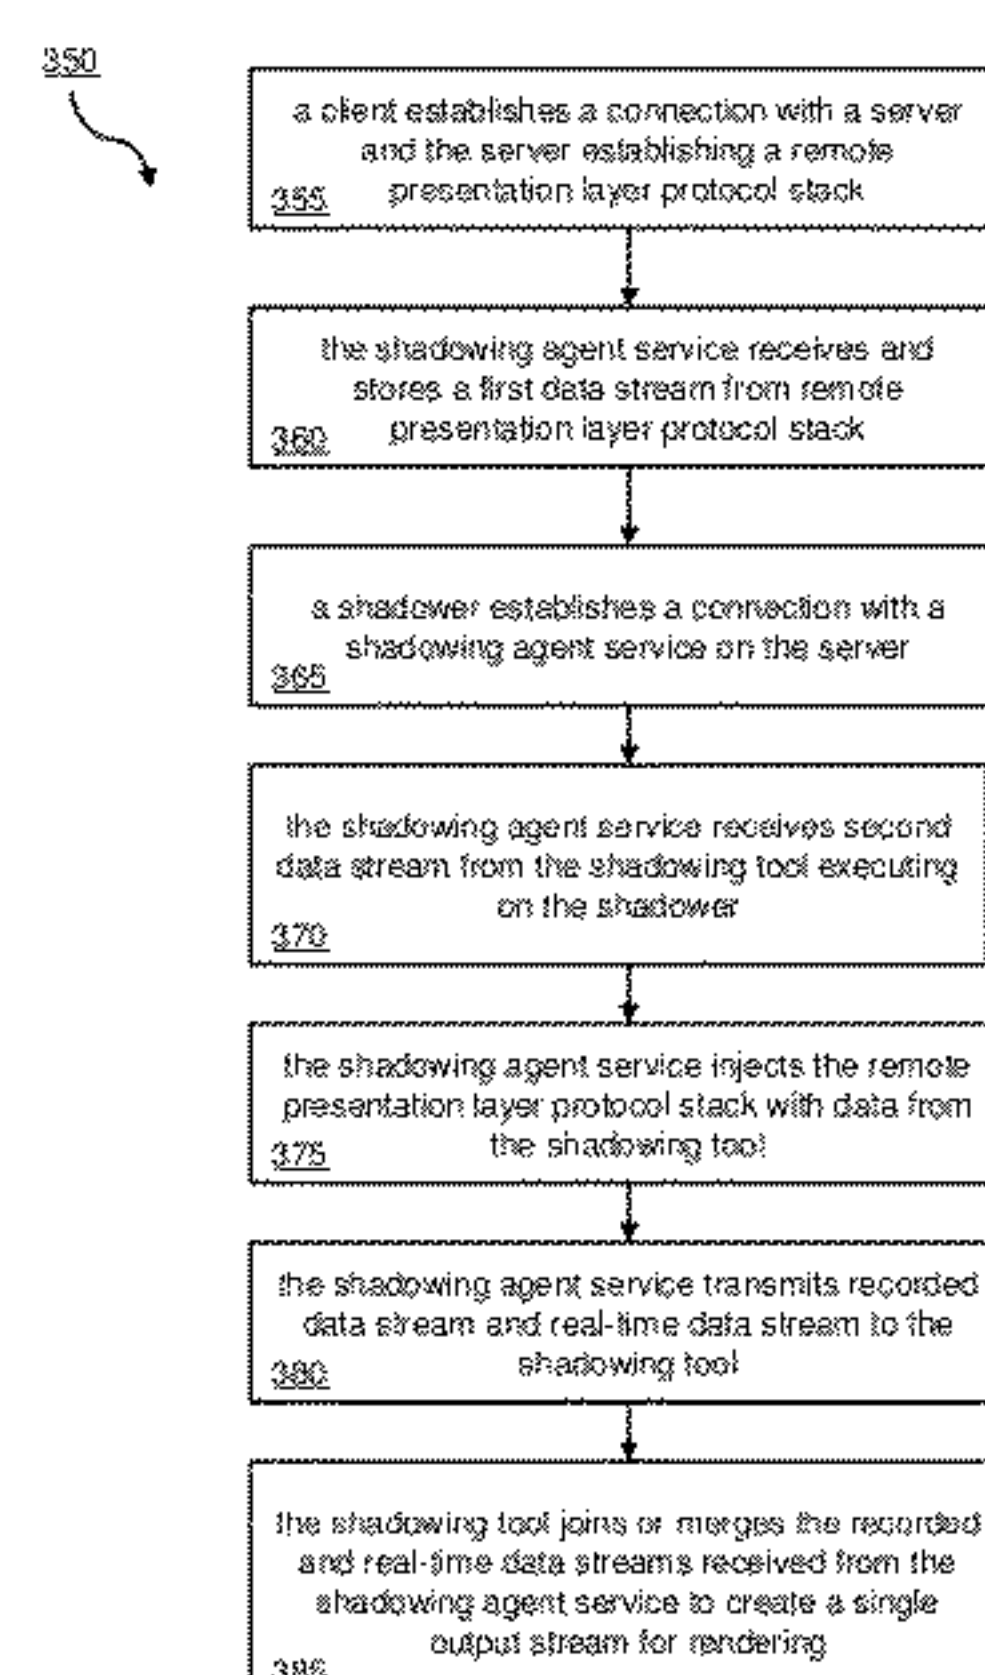 350
a client establishes a connection with a server
and the server establishing a remote
presentation layer protocol stack
355
the shadowing agent service receives and
stores a first data stream from remote
presentation layer protocol stack
360
a shadower establishes a connection with a
shadowing agent service on the server
365
the shadowing agent service receives second
data stream from the shadowing tool executing
on the shadower
370
the shadowing agent service injects the remote
presentation layer protocol stack with data from
the shadowing tool
375
the shadowing agent service transmits recorded
data stream and real-time data stream to the
shadowing tool
380
the shadowing tool joins or merges the recorded
and real-time data streams received from the
shadowing agent service to create a single
output stream for rendering